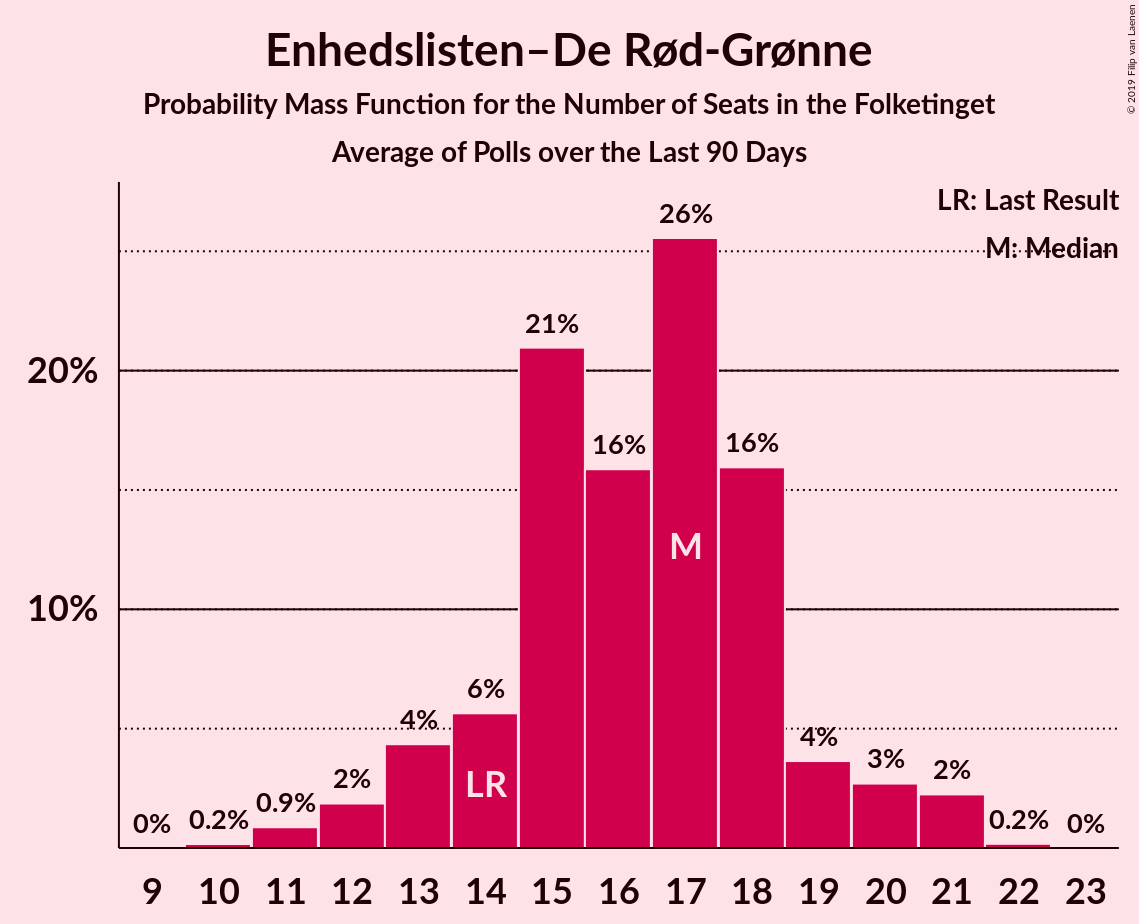 Enhedslisten–De Rød-Grønne
Probability Mass Function for the Number of Seats in the Folketinget
Average of Polls over the Last 90 Days
© 2019 Filip van Laenen
LR: Last Result
M: Median
26%
21%
20%
16%
16%
M
10%
6%
4%
4%
3%
2%
2%
LR
0.9%
0%
0.2%
0.2%
0%
9 10 11 12 13 14 15 16 17 18 19 20 21 22 23